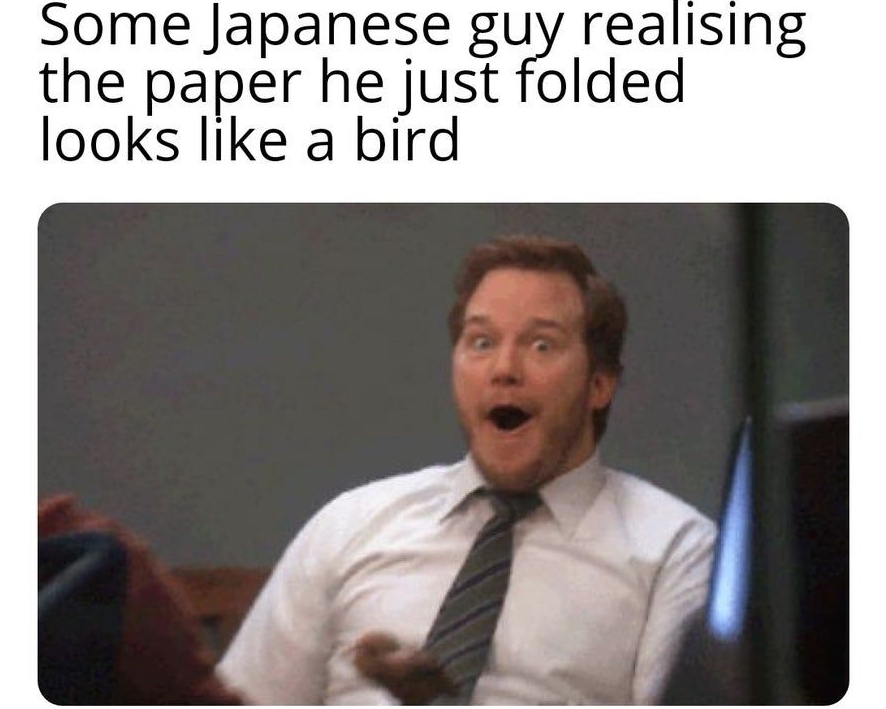 Some Japanese guy realising
the paper he just folded
looks like a bird